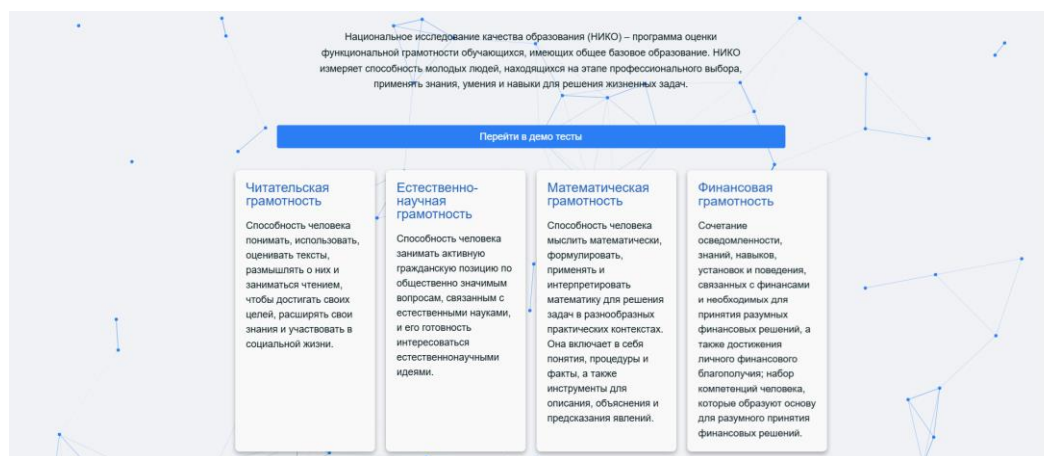 Национальное исследование качества образования (НИКО) – программа оценки
функциональной грамотности обучающихся, имеющих общее базовое образование. НИКО
измеряет способность молодых людей, находящихся на этапе профессионального выбора,
применять знания, умения и навыки для решения жизненных задач.
Перейти в демо тесты
Читательская
грамотность
Способность человека
понимать, использовать,
оценивать тексты,
размышлять о них и
заниматься чтением,
чтобы достигать своих
целей, расширять свои
знания и участвовать в
социальной жизни.
Естественно-
научная
грамотность
Способность человека
занимать активную
гражданскую позицию по
общественно значимым
вопросам, связанным с
естественными науками,
и его готовность
интересоваться
естественнонаучными
идеями.
Математическая
грамотность
Способность человека
мыслить математически,
формулировать,
применять и
интерпретировать
математику для решения
задач в разнообразных
практических контекстах.
Она включает в себя
понятия, процедуры и
факты, а также
инструменты для
описания, объяснения и
предсказания явлений.
Финансовая
грамотность
Сочетание
осведомленности,
знаний, навыков,
установок и поведения,
связанных с финансами
и необходимых для
принятия разумных
финансовых решений, а
также достижения
личного финансового
благополучия; набор
компетенций человека,
которые образуют основу
для разумного принятия
финансовых решений.